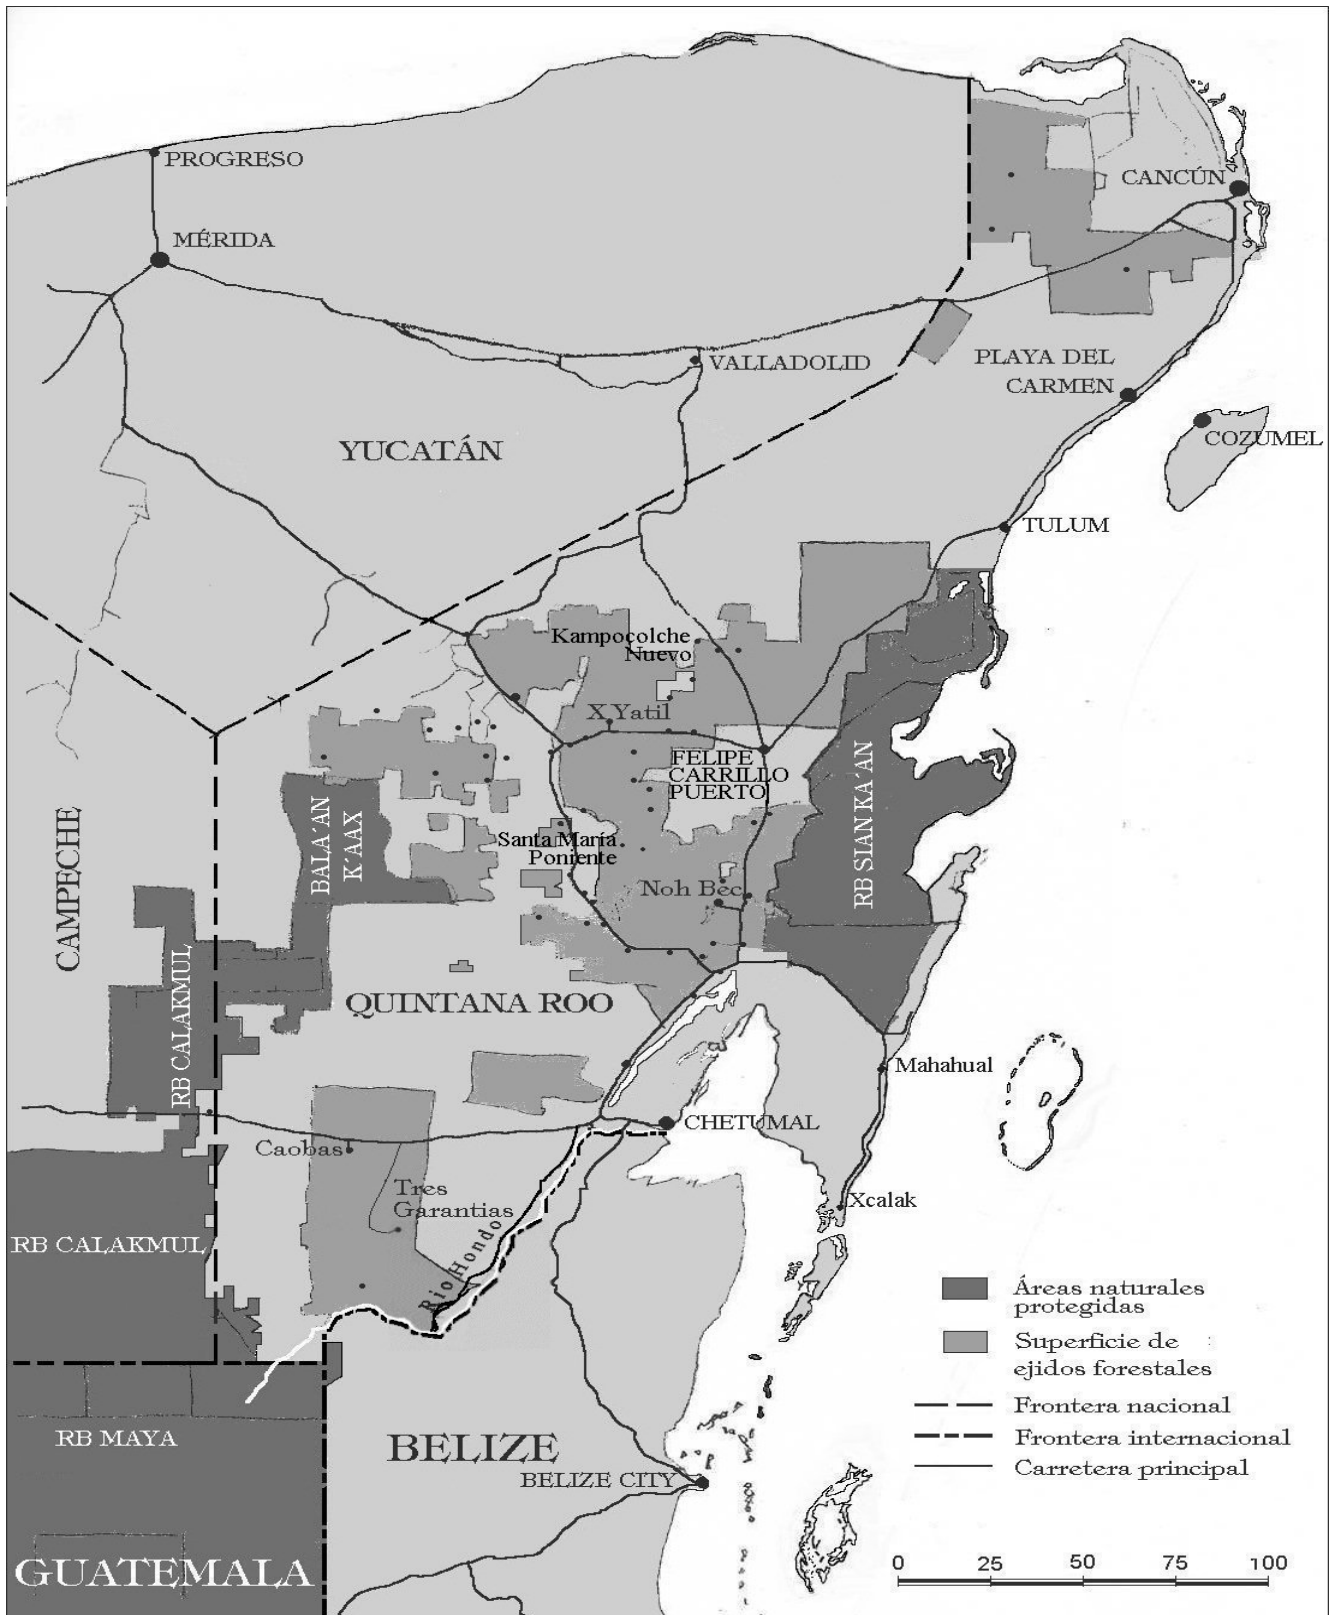 PROGRESO
MÉRIDA
CANCÚN
VALLADOLID
PLAYA DEL
CARMEN
COZUMEL
YUCATÁN
TULUM
Kampocolche
Nuevo
X Yatil
FELIPE
CARRILLO
PUERTO
BALA´AN
K´AAX
RB SIAN KA´AN
CAMPECHE
Santa María
Poniente
Noh Bec
RB CALAKMUL
QUINTANA ROO
Mahahual
CHETUMAL
Caobas
Tres
Garantias
Xcalak
Rio Hondo
RB CALAKMUL
Áreas naturales
protegidas
Superficie de :
ejidos forestales
Frontera nacional
Frontera internacional
Carretera principal
RB MAYA
BELIZE
BELIZE CITY
GUATEMALA
0 25 50 75 100